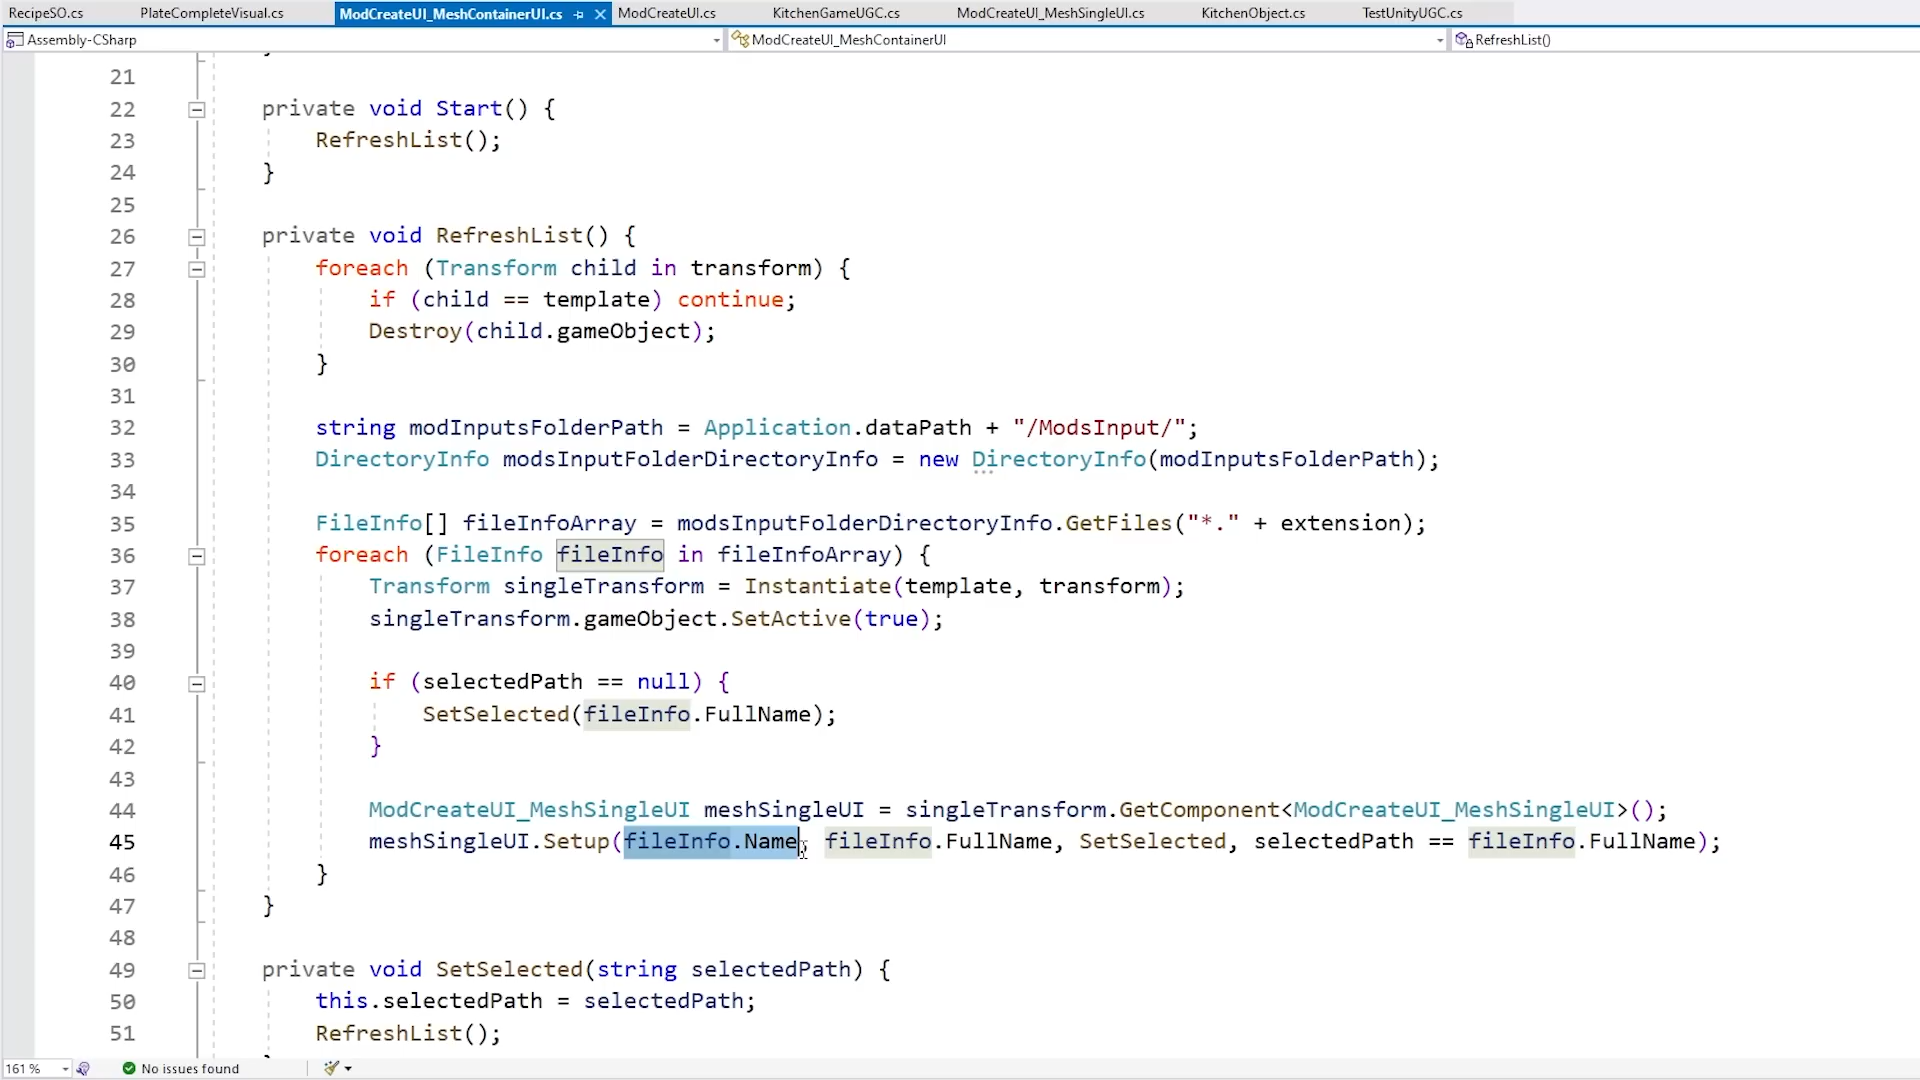 RecipeSO.cs PlateCompleteVisual.cs ModCreateUI_MeshContainerUI.cs ModCreateUI.cs KitchenGameUGC.cs ModCreateUI_MeshSingleUI.cs KitchenObject.cs TestUnityUGC.cs
Assembly-CSharp ModCreateUI_MeshContainerUI RefreshList()
21
22 private void Start() {
23 RefreshList();
24 }
25
26 private void RefreshList() {
27 foreach (Transform child in transform) {
28 if (child == template) continue;
29 Destroy(child.gameObject);
30 }
31
32 string modInputsFolderPath = Application.dataPath + "/ModsInput/";
33 DirectoryInfo modsInputFolderDirectoryInfo = new DirectoryInfo(modInputsFolderPath);
34
35 FileInfo[] fileInfoArray = modsInputFolderDirectoryInfo.GetFiles("*." + extension);
36 foreach (FileInfo fileInfo in fileInfoArray) {
37 Transform singleTransform = Instantiate(template, transform);
38 singleTransform.gameObject.SetActive(true);
39
40 if (selectedPath == null) {
41 SetSelected(fileInfo.FullName);
42 }
43
44 ModCreateUI_MeshSingleUI meshSingleUI = singleTransform.GetComponent<ModCreateUI_MeshSingleUI>();
45 meshSingleUI.Setup(fileInfo.Name, fileInfo.FullName, SetSelected, selectedPath == fileInfo.FullName);
46 }
47 }
48
49 private void SetSelected(string selectedPath) {
50 this.selectedPath = selectedPath;
51 RefreshList();
161 % No issues found